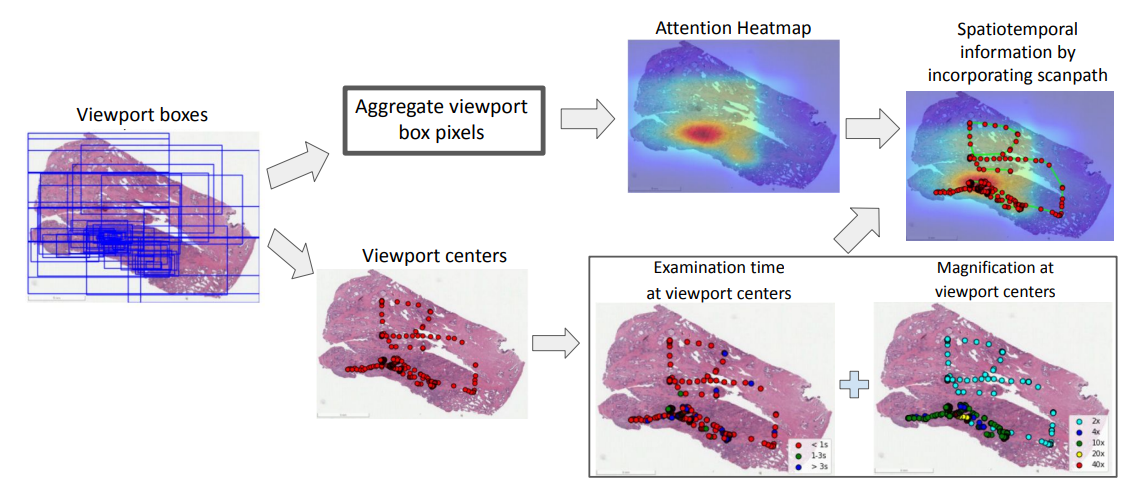 Viewport boxes
Aggregate viewport
box pixels
Attention Heatmap
Spatiotemporal
information by
incorporating scanpath
Viewport centers
Examination time
at viewport centers
< 1s
1-3s
> 3s
Magnification at
viewport centers
2x
4x
10x
20x
40x